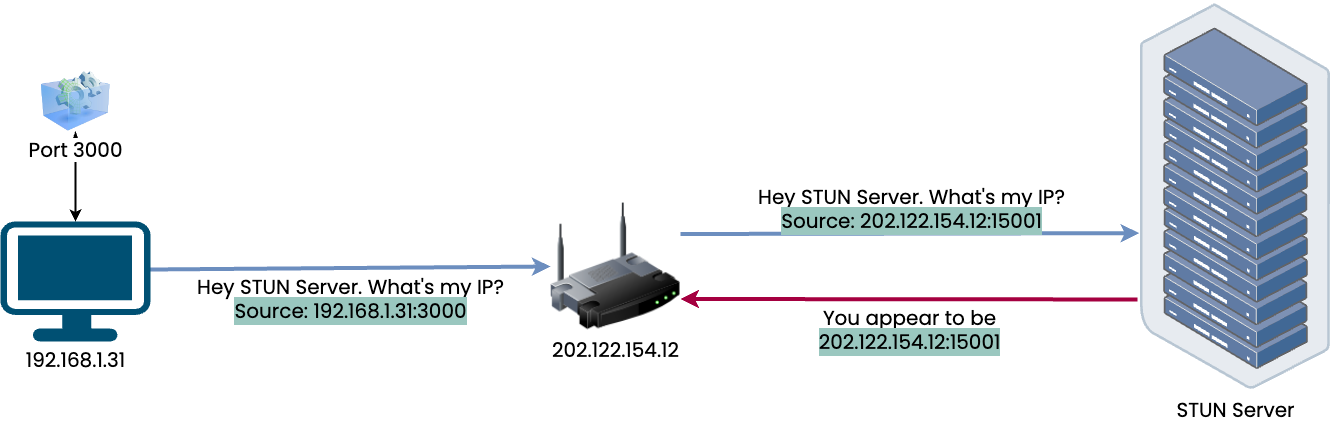 Port 3000
Hey STUN Server. What's my IP?
Source: 192.168.1.31:3000
192.168.1.31
202.122.154.12
Hey STUN Server. What's my IP?
Source: 202.122.154.12:15001
You appear to be
202.122.154.12:15001
STUN Server